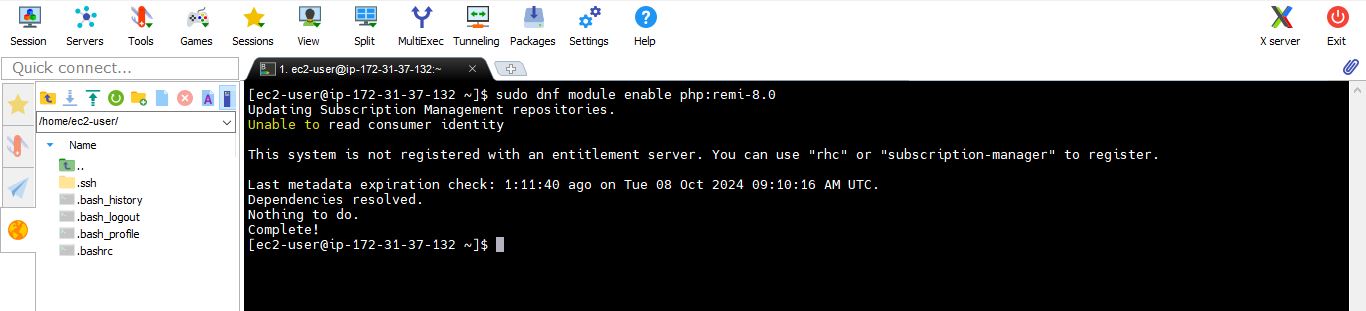 Session Servers Tools Games Sessions View Split MultiExec Tunneling Packages Settings Help X server Exit
Quick connect...
1. ec2-user@ip-172-31-37-132:~
/home/ec2-user/
Name
..
.ssh
.bash_history
.bash_logout
.bash_profile
.bashrc
[ec2-user@ip-172-31-37-132 ~]$ sudo dnf module enable php:remi-8.0
Updating Subscription Management repositories.
Unable to read consumer identity
This system is not registered with an entitlement server. You can use "rhc" or "subscription-manager" to register.
Last metadata expiration check: 1:11:40 ago on Tue 08 Oct 2024 09:10:16 AM UTC.
Dependencies resolved.
Nothing to do.
Complete!
[ec2-user@ip-172-31-37-132 ~]$